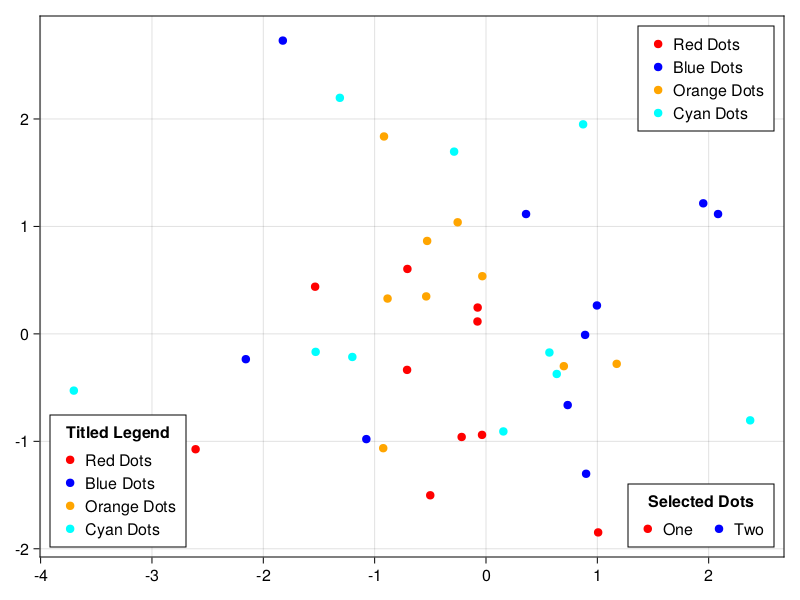 Red Dots
Blue Dots
Orange Dots
Cyan Dots
2
1
0
-1
-2
Titled Legend
Red Dots
Blue Dots
Orange Dots
Cyan Dots
Selected Dots
One Two
-4 -3 -2 -1 0 1 2